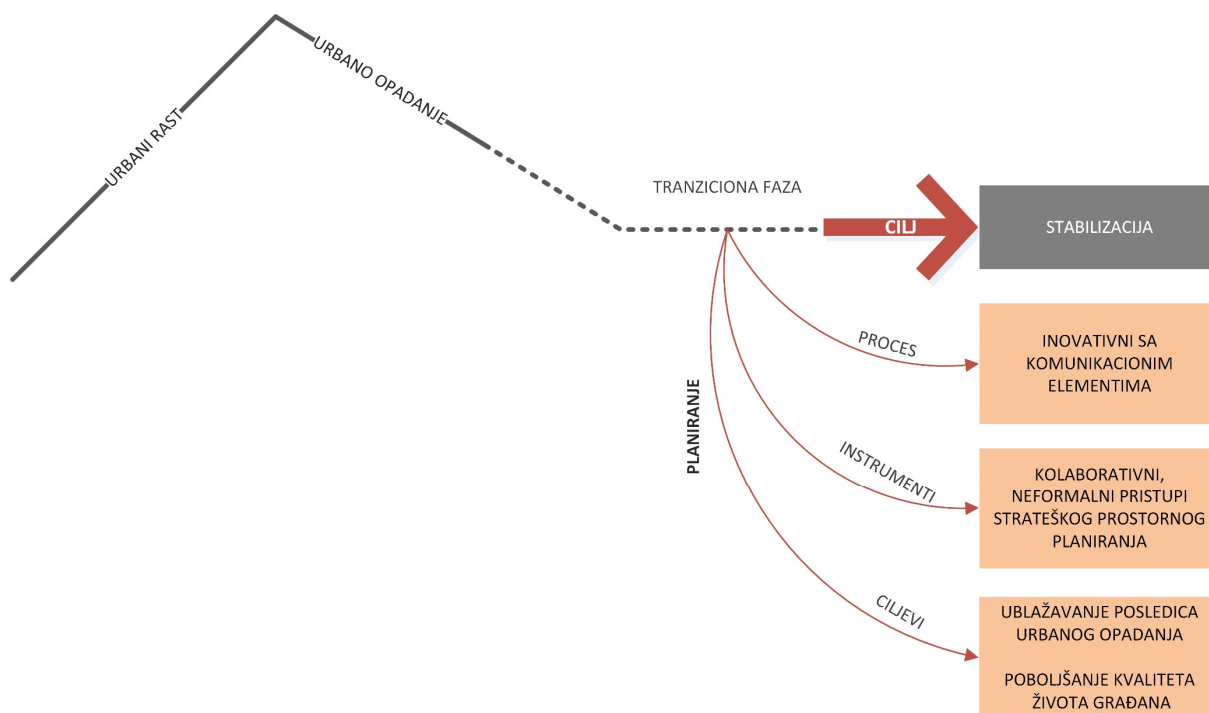 URBANI RAST
URBANO OPADANJE
TRANZICIONA FAZA
CILJ
STABILIZACIJA
PLANIRANJE
PROCES
INOVATIVNI SA
KOMUNIKACIONIM
ELEMENTIMA
INSTRUMENTI
KOLABORATIVNI,
NEFORMALNI PRISTUPI
STRATEŠKOG PROSTORNOG
PLANIRANJA
CILJEVI
UBLAŽAVANJE POSLEDICA
URBANOG OPADANJA
POBOLJŠANJE KVALITETA
ŽIVOTA GRAĐANA